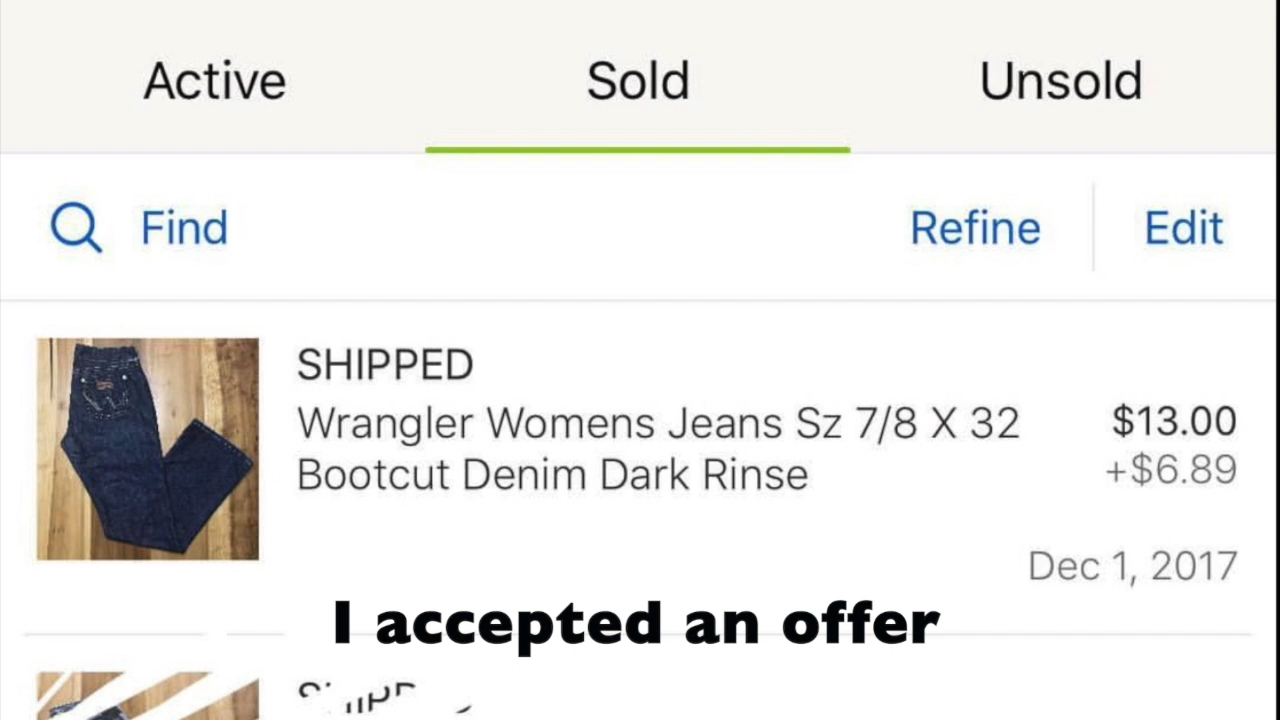 Active Sold Unsold
Find Refine Edit
SHIPPED
Wrangler Womens Jeans Sz 7/8 X 32 $13.00
Bootcut Denim Dark Rinse +$6.89
Dec 1, 2017
I accepted an offer